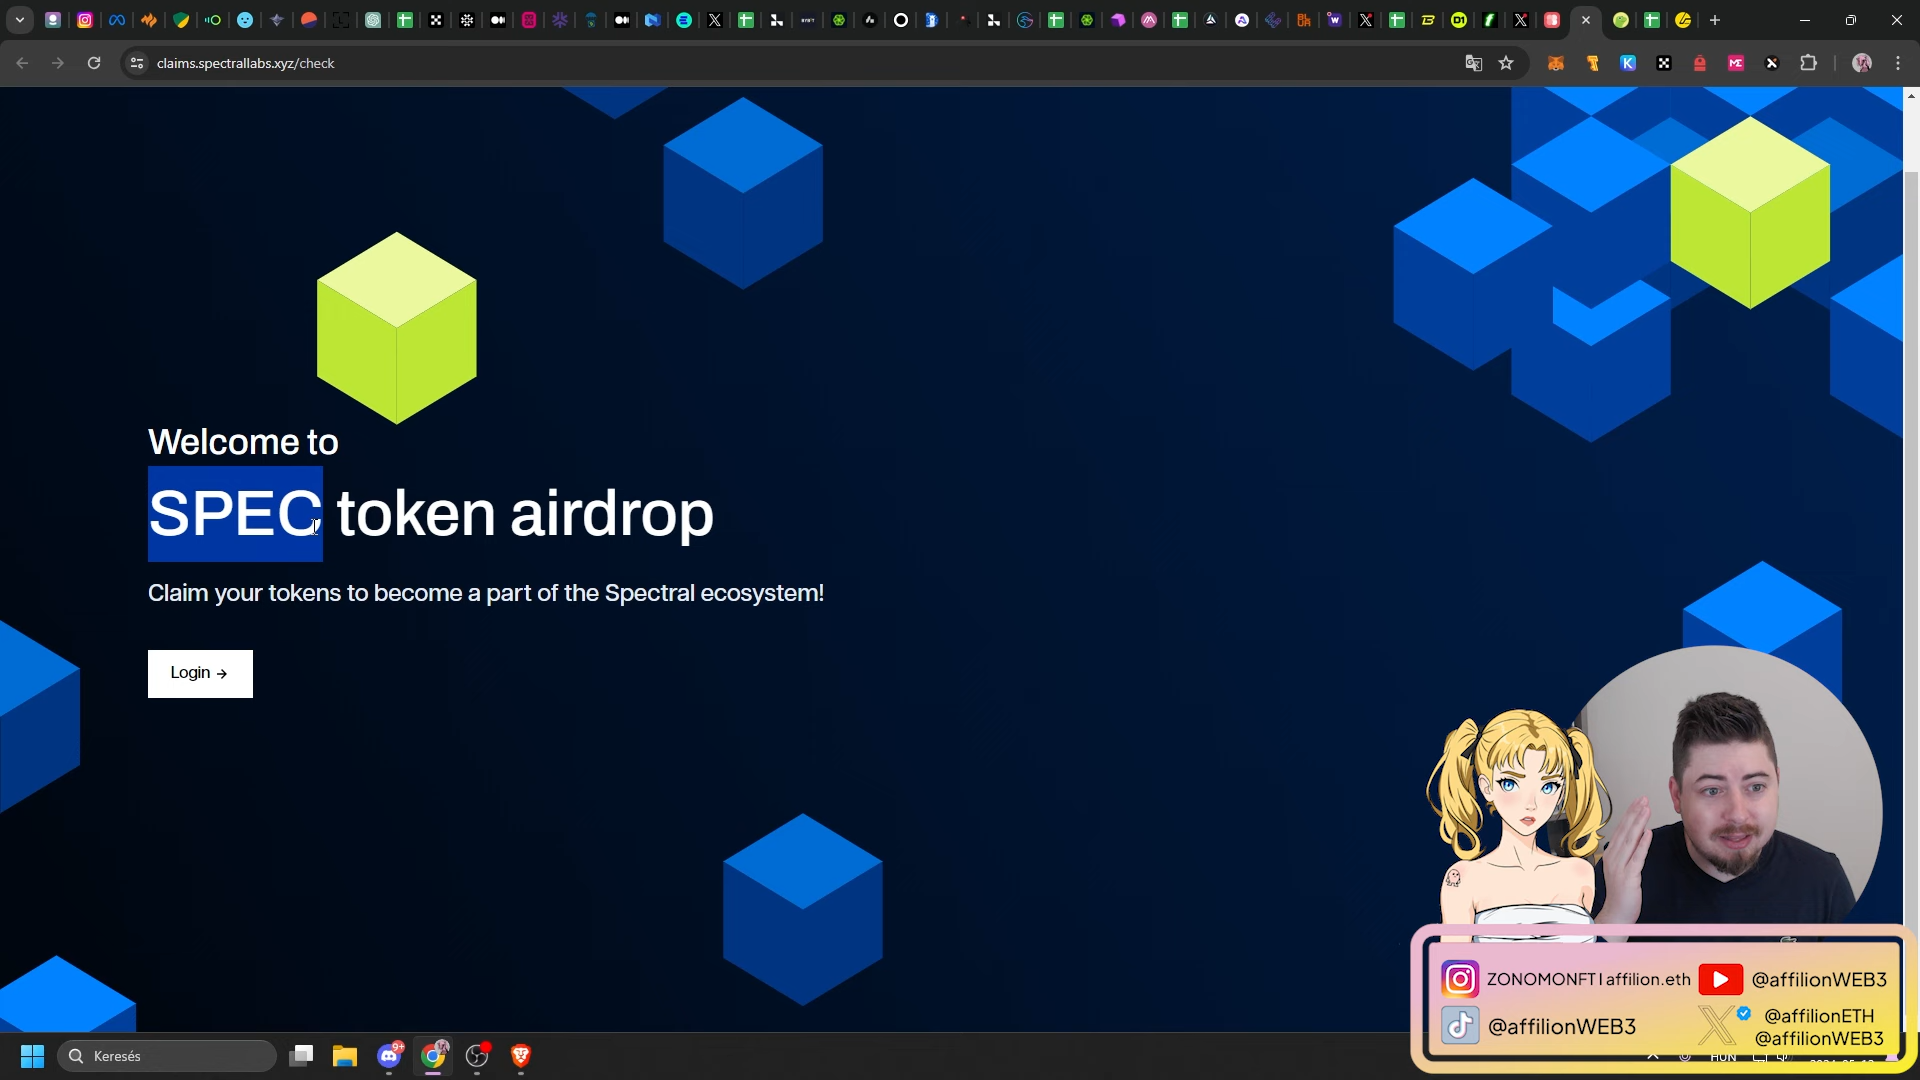 claims.spectrallabs.xyz/check
Welcome to
SPEC token airdrop
Claim your tokens to become a part of the Spectral ecosystem!
Login →
ZONOMONFT | affilion.eth
@affilionWEB3
@affilionWEB3
@affilionETH
@affilionWEB3
Keresés
9+
HUN